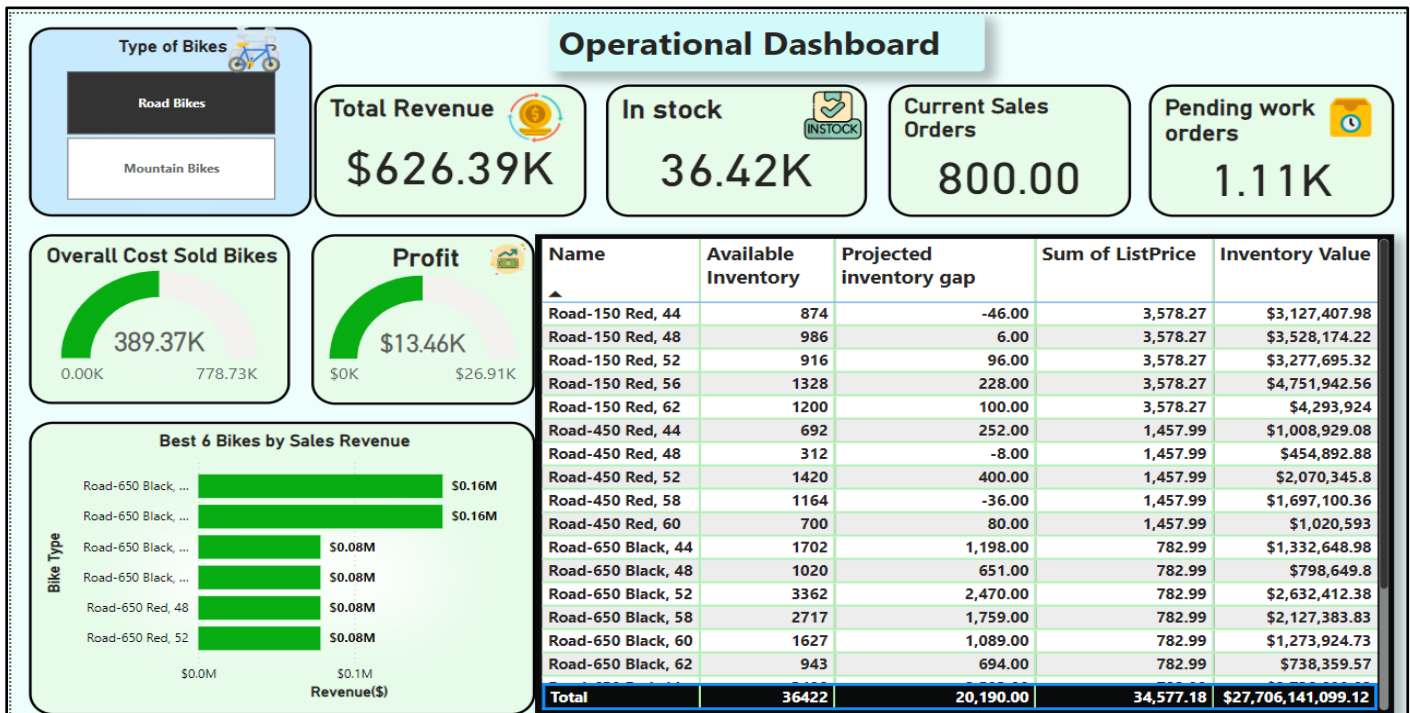 Operational Dashboard
Type of Bikes
Road Bikes
Mountain Bikes
Total Revenue
$626.39K
In stock
INSTOCK
36.42K
Current Sales
Orders
800.00
Pending work
orders
1.11K
Overall Cost Sold Bikes
389.37K
0.00K 778.73K
Profit
$13.46K
$0K $26.91K
Best 6 Bikes by Sales Revenue
Bike Type
Road-650 Black, ... $0.16M
Road-650 Black, ... $0.16M
Road-650 Black, ... $0.08M
Road-650 Black, ... $0.08M
Road-650 Red, 48 $0.08M
Road-650 Red, 52 $0.08M
$0.0M $0.1M
Revenue($)
Name Available Projected Sum of ListPrice Inventory Value
Inventory inventory gap
Road-150 Red, 44 874 -46.00 3,578.27 $3,127,407.98
Road-150 Red, 48 986 6.00 3,578.27 $3,528,174.22
Road-150 Red, 52 916 96.00 3,578.27 $3,277,695.32
Road-150 Red, 56 1328 228.00 3,578.27 $4,751,942.56
Road-150 Red, 62 1200 100.00 3,578.27 $4,293,924
Road-450 Red, 44 692 252.00 1,457.99 $1,008,929.08
Road-450 Red, 48 312 -8.00 1,457.99 $454,892.88
Road-450 Red, 52 1420 400.00 1,457.99 $2,070,345.8
Road-450 Red, 58 1164 -36.00 1,457.99 $1,697,100.36
Road-450 Red, 60 700 80.00 1,457.99 $1,020,593
Road-650 Black, 44 1702 1,198.00 782.99 $1,332,648.98
Road-650 Black, 48 1020 651.00 782.99 $798,649.8
Road-650 Black, 52 3362 2,470.00 782.99 $2,632,412.38
Road-650 Black, 58 2717 1,759.00 782.99 $2,127,383.83
Road-650 Black, 60 1627 1,089.00 782.99 $1,273,924.73
Road-650 Black, 62 943 694.00 782.99 $738,359.57
Total 36422 20,190.00 34,577.18 $27,706,141,099.12